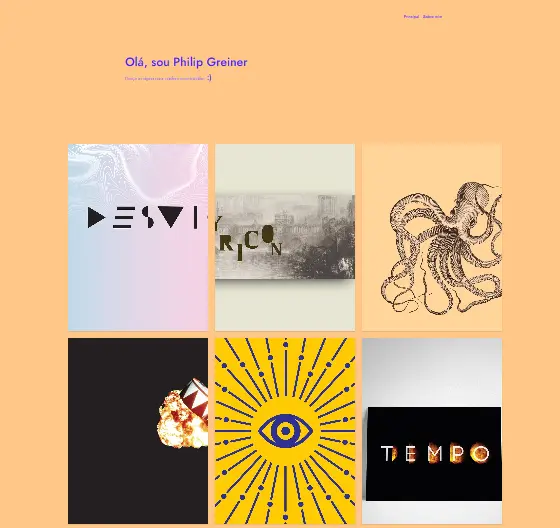 Principal Sobre mim
Olá, sou Philip Greiner
DESVI
Y
RICON
TEMPO